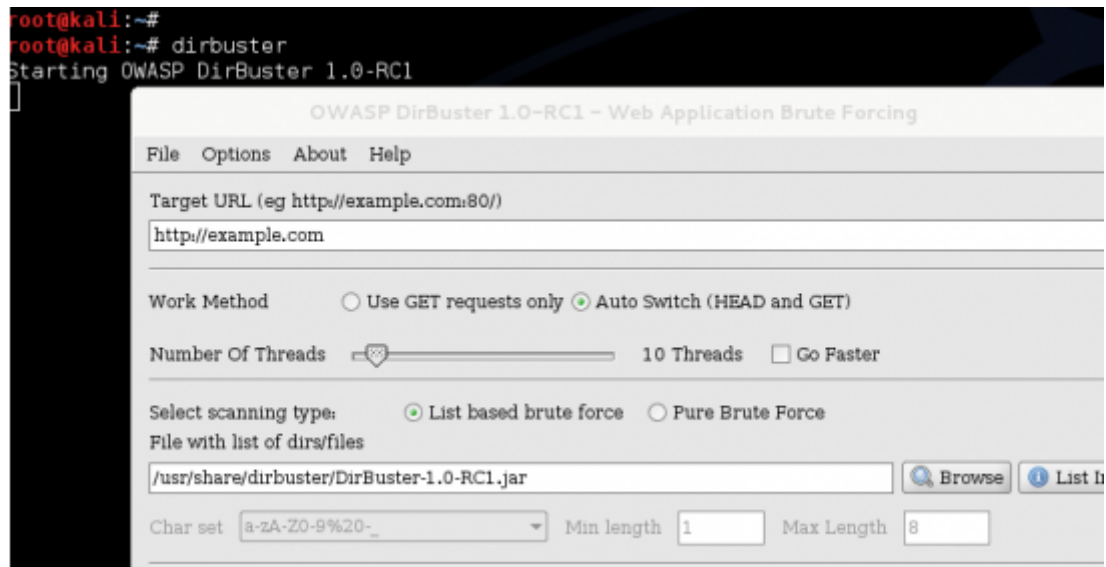 root@kali:~#
root@kali:~# dirbuster
Starting OWASP DirBuster 1.0-RC1
OWASP DirBuster 1.0-RC1 - Web Application Brute Forcing
File Options About Help
Target URL (eg http://example.com:80/)
http://example.com
Work Method Use GET requests only Auto Switch (HEAD and GET)
Number Of Threads 10 Threads Go Faster
Select scanning type: List based brute force Pure Brute Force
File with list of dirs/files
/usr/share/dirbuster/DirBuster-1.0-RC1.jar Browse List In
Char set a-zA-Z0-9%20-_ Min length 1 Max Length 8